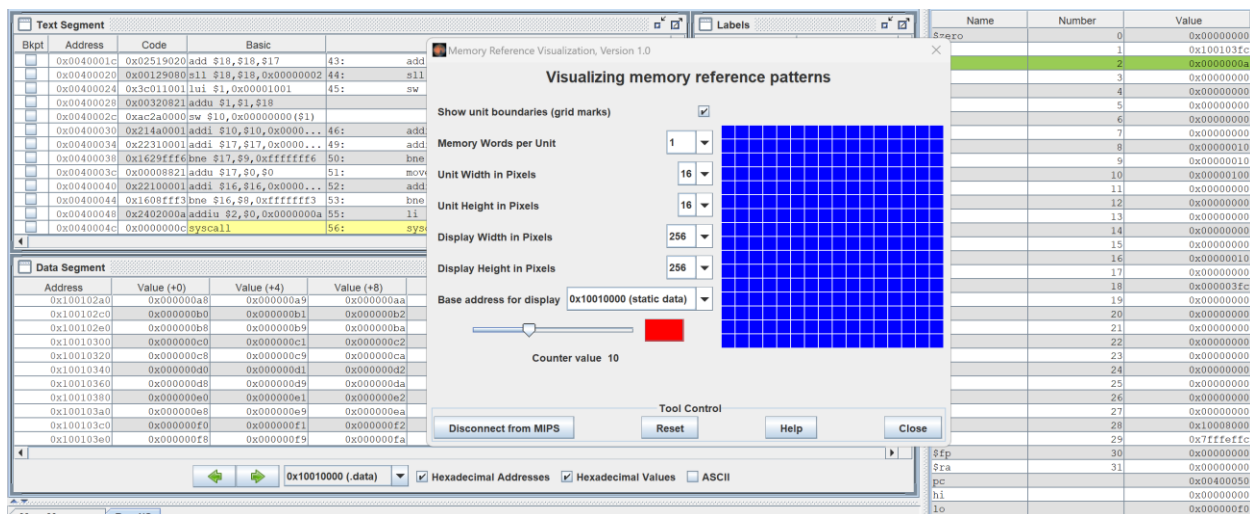 Text Segment
Bkpt Address Code Basic
0x0040001c 0x02519020 add $18,$18,$17 43: add
0x00400020 0x00129080 sll $18,$18,0x00000002 44: sll
0x00400024 0x3c011001 lui $1,0x00001001 45: sw
0x00400028 0x00320821 addu $1,$1,$18
0x0040002c 0xac2a0000 sw $10,0x00000000($1)
0x00400030 0x214a0001 addi $10,$10,0x0000... 46: addi
0x00400034 0x22310001 addi $17,$17,0x0000... 49: addi
0x00400038 0x1629fff6 bne $17,$9,0xfffffff6 50: bne
0x0040003c 0x00008821 addu $17,$0,$0 51: move
0x00400040 0x22100001 addi $16,$16,0x0000... 52: addi
0x00400044 0x1608fff3 bne $16,$8,0xfffffff3 53: bne
0x00400048 0x2402000a addiu $2,$0,0x0000000a 55: li
0x0040004c 0x0000000c syscall 56: sysc
Data Segment
Address Value (+0) Value (+4) Value (+8)
0x100102a0 0x000000a8 0x000000a9 0x000000aa
0x100102c0 0x000000b0 0x000000b1 0x000000b2
0x100102e0 0x000000b8 0x000000b9 0x000000ba
0x10010300 0x000000c0 0x000000c1 0x000000c2
0x10010320 0x000000c8 0x000000c9 0x000000ca
0x10010340 0x000000d0 0x000000d1 0x000000d2
0x10010360 0x000000d8 0x000000d9 0x000000da
0x10010380 0x000000e0 0x000000e1 0x000000e2
0x100103a0 0x000000e8 0x000000e9 0x000000ea
0x100103c0 0x000000f0 0x000000f1 0x000000f2
0x100103e0 0x000000f8 0x000000f9 0x000000fa
0x10010000 (.data) Hexadecimal Addresses Hexadecimal Values ASCII
Labels
Memory Reference Visualization, Version 1.0
Visualizing memory reference patterns
Show unit boundaries (grid marks)
Memory Words per Unit 1
Unit Width in Pixels 16
Unit Height in Pixels 16
Display Width in Pixels 256
Display Height in Pixels 256
Base address for display 0x10010000 (static data)
Counter value 10
Tool Control
Disconnect from MIPS Reset Help Close
Name Number Value
$zero 0 0x00000000
1 0x100103fc
2 0x0000000a
3 0x00000000
4 0x00000000
5 0x00000000
6 0x00000000
7 0x00000000
8 0x00000010
9 0x00000010
10 0x00000100
11 0x00000000
12 0x00000000
13 0x00000000
14 0x00000000
15 0x00000000
16 0x00000010
17 0x00000000
18 0x000003fc
19 0x00000000
20 0x00000000
21 0x00000000
22 0x00000000
23 0x00000000
24 0x00000000
25 0x00000000
26 0x00000000
27 0x00000000
28 0x10008000
29 0x7fffeffc
$fp 30 0x00000000
$ra 31 0x00000000
pc 0x00400050
hi 0x00000000
lo 0x000000f0